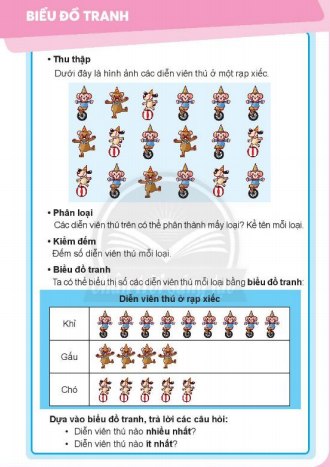 BIỂU ĐỒ TRANH
• Thu thập
Dưới đây là hình ảnh các diễn viên thú ở một rạp xiếc.
• Phân loại
Các diễn viên thú trên có thể phân thành mấy loại? Kể tên mỗi loại.
• Kiểm đếm
Đếm số diễn viên thú mỗi loại.
• Biểu đồ tranh
Ta có thể biểu thị số các diễn viên thú mỗi loại bằng biểu đồ tranh:
Diễn viên thú ở rạp xiếc
Khỉ
Gấu
Chó
Dựa vào biểu đồ tranh, trả lời các câu hỏi:
• Diễn viên thú nào nhiều nhất?
• Diễn viên thú nào ít nhất?